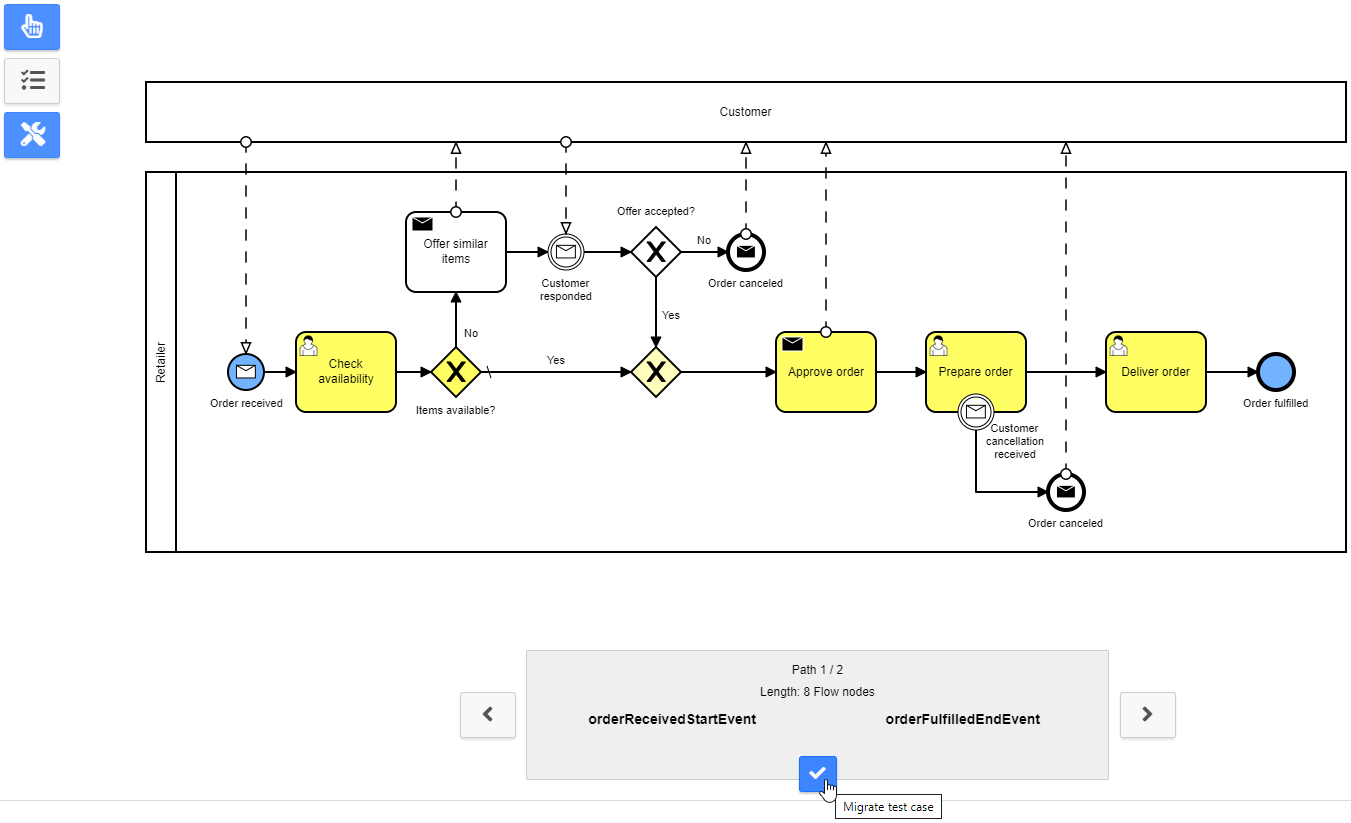 Customer
Offer accepted?
Offer similar
items
No
Customer
responded
Order canceled
No
Yes
Retailer
Yes
Check
availability
Approve order
Prepare order
Deliver order
Order received
Items available?
Order fulfilled
Customer
cancellation
received
Order canceled
Path 1 / 2
Length: 8 Flow nodes
orderReceivedStartEvent
orderFulfilledEndEvent
Migrate test case